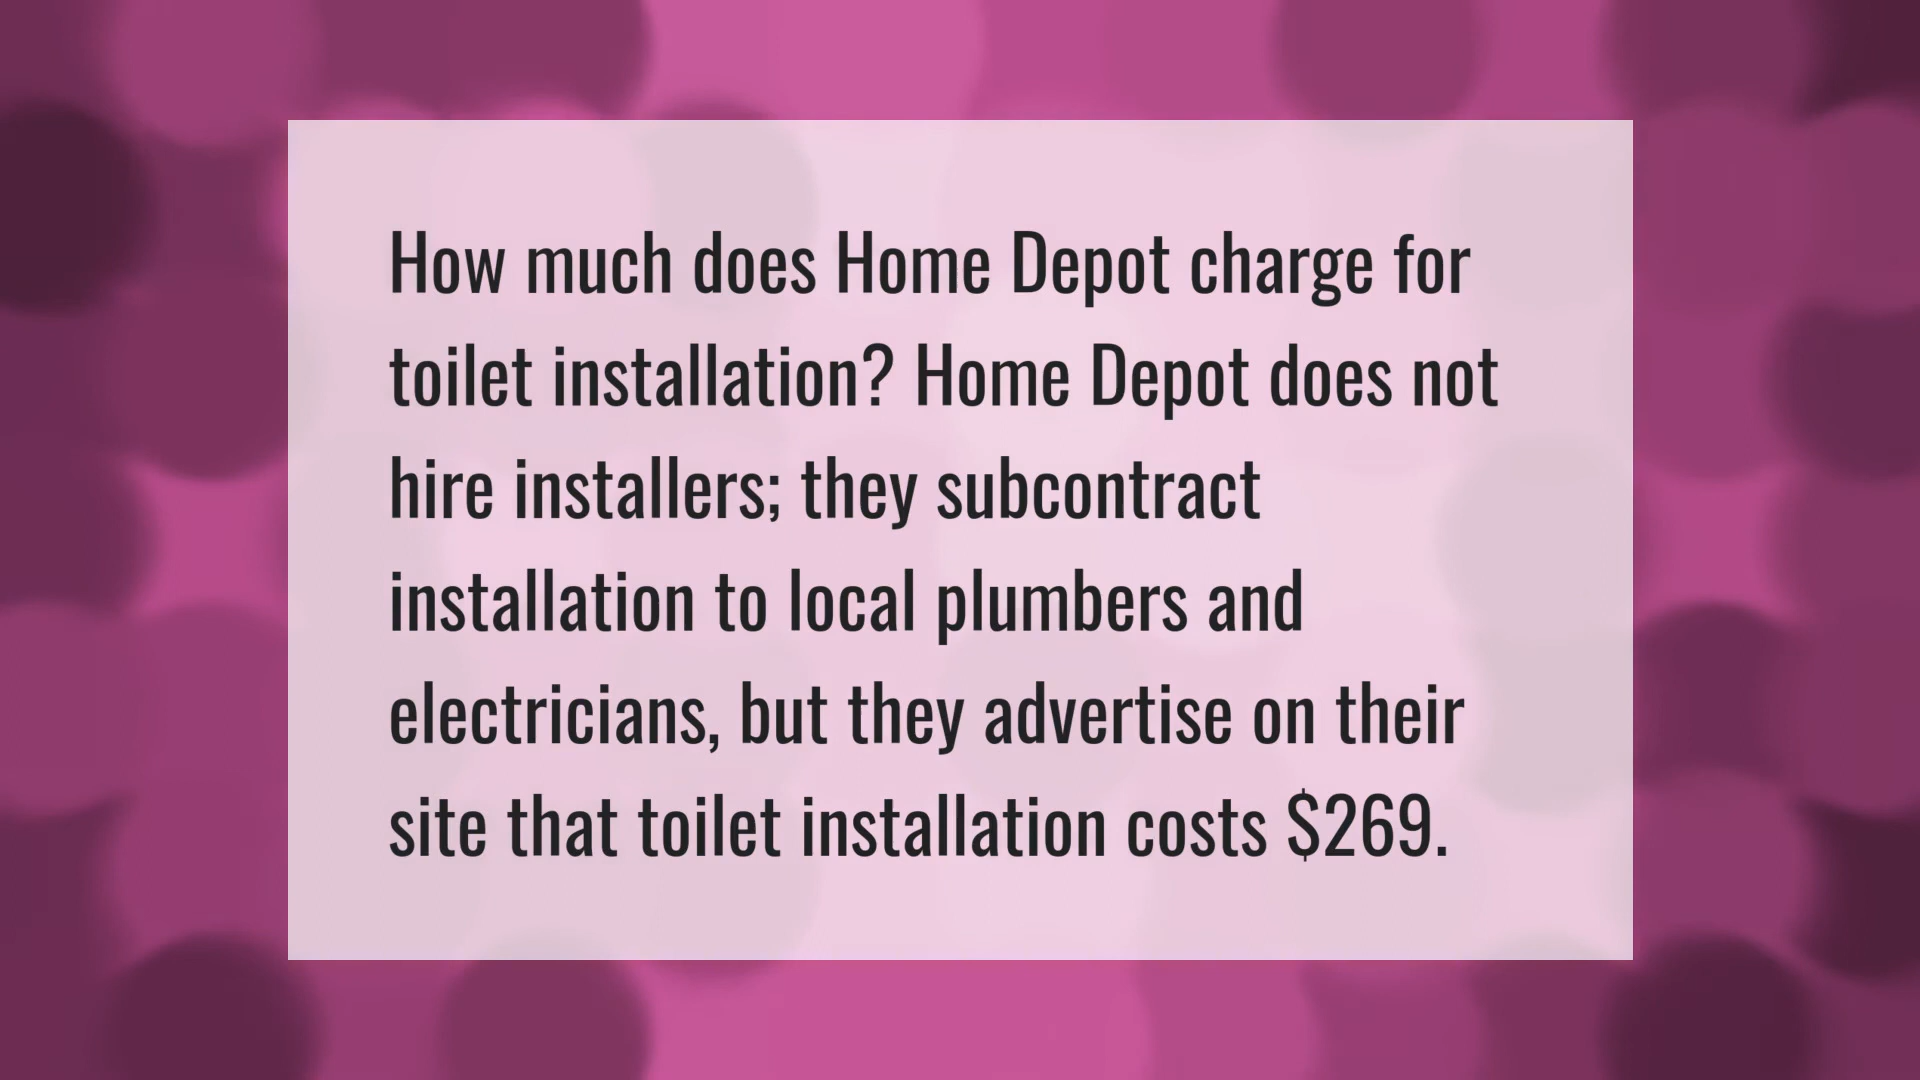 How much does Home Depot charge for
toilet installation? Home Depot does not
hire installers; they subcontract
installation to local plumbers and
electricians, but they advertise on their
site that toilet installation costs $269.